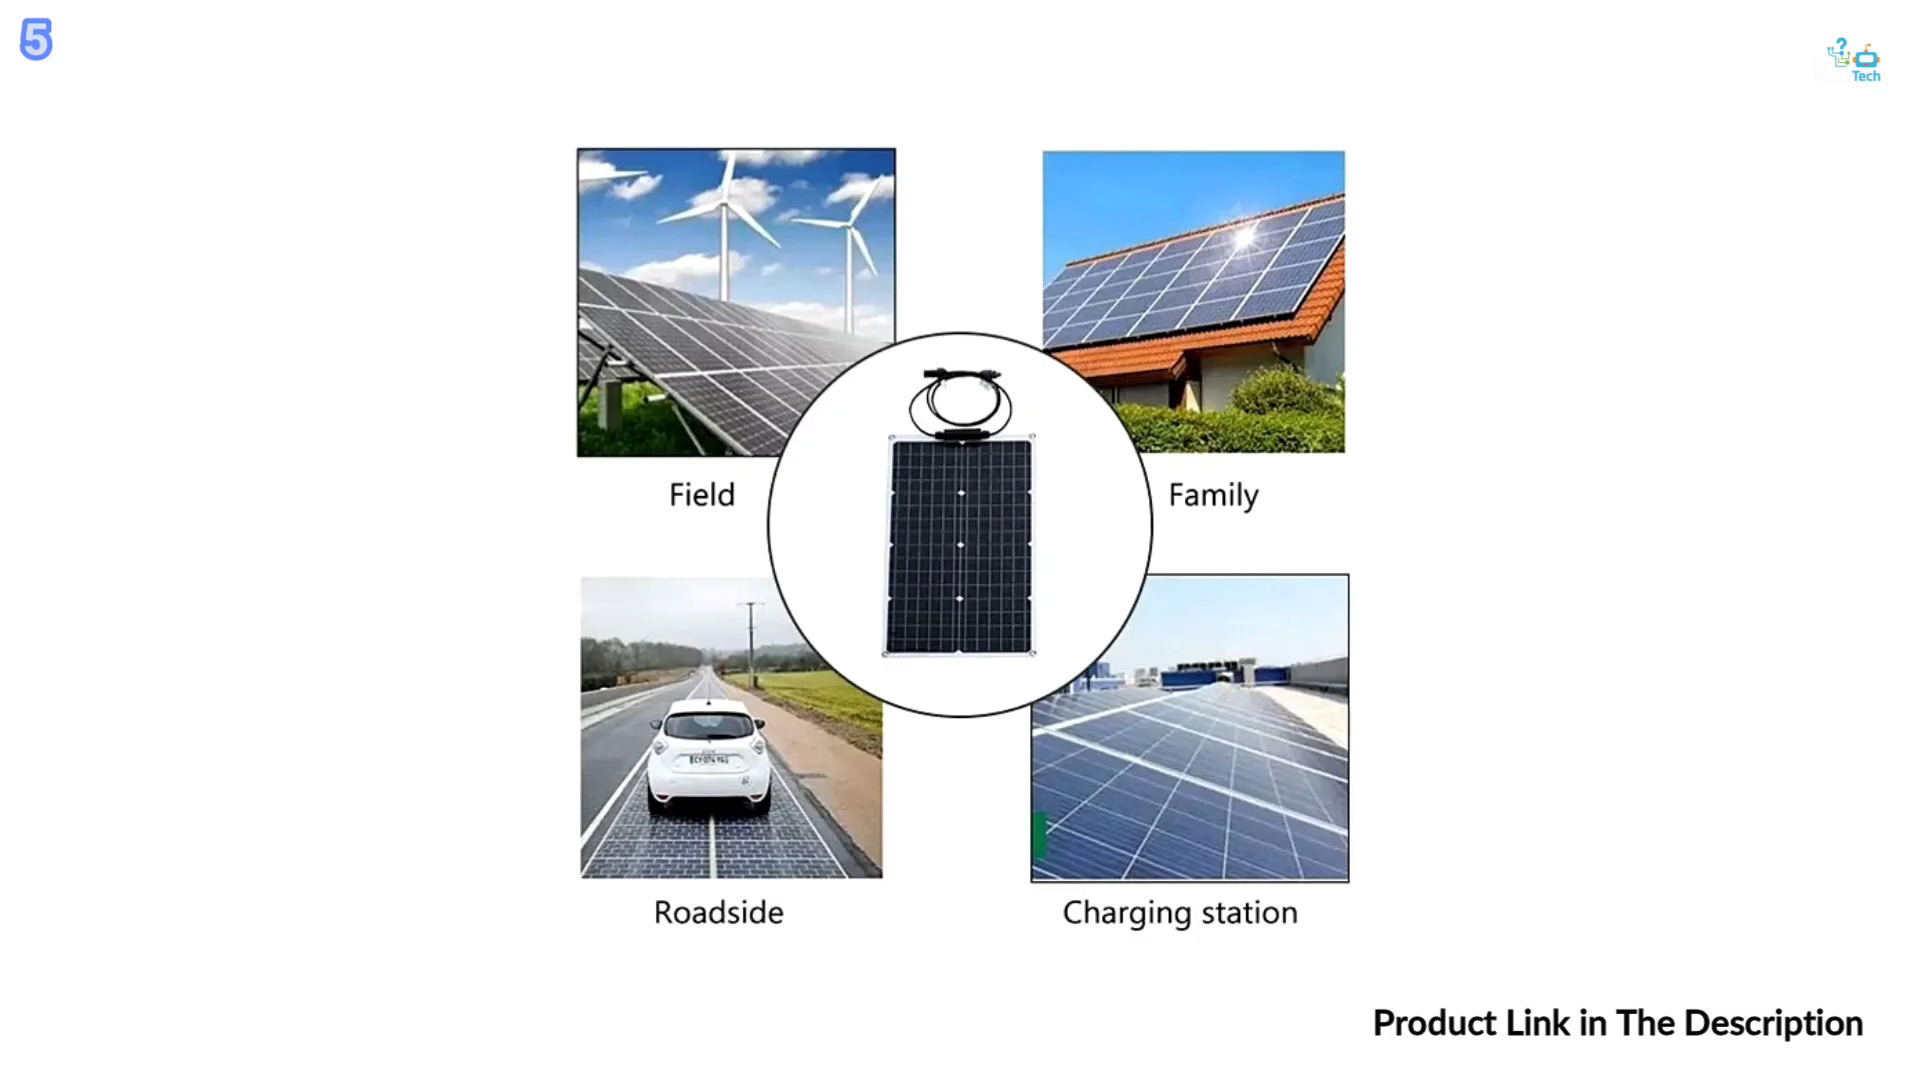 5
?
Tech
Field
Family
Roadside
Charging station
Product Link in The Description